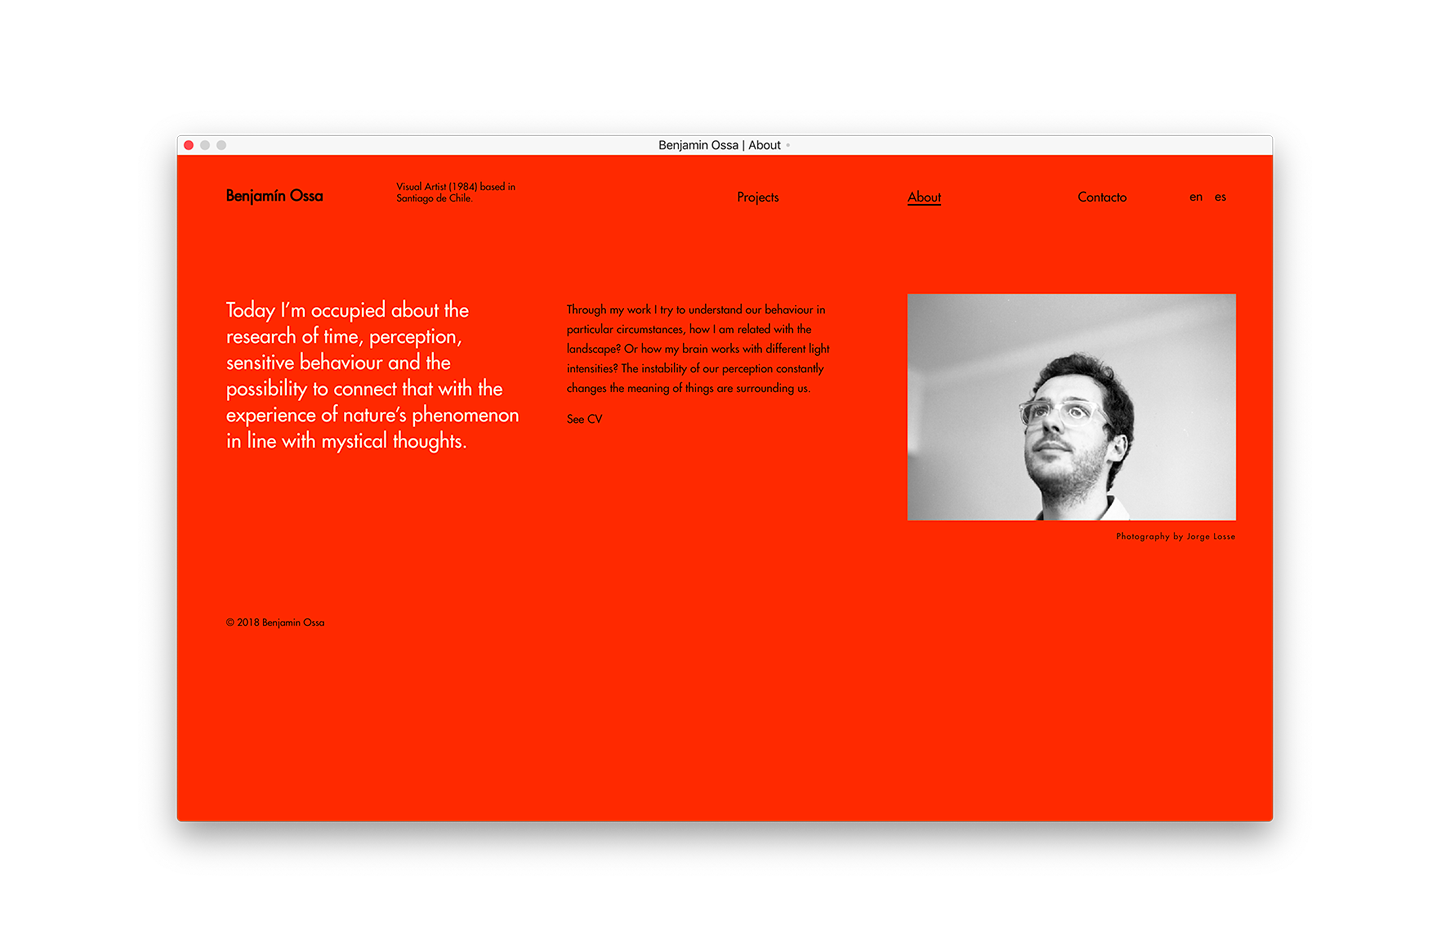 Benjamin Ossa | About
Benjamín Ossa
Visual Artist (1984) based in
Santiago de Chile.
Projects
About
Contacto
en es
Today I’m occupied about the
research of time, perception,
sensitive behaviour and the
possibility to connect that with the
experience of nature’s phenomenon
in line with mystical thoughts.
Through my work I try to understand our behaviour in
particular circumstances, how I am related with the
landscape? Or how my brain works with different light
intensities? The instability of our perception constantly
changes the meaning of things are surrounding us.
See CV
Photography by Jorge Losse
© 2018 Benjamin Ossa